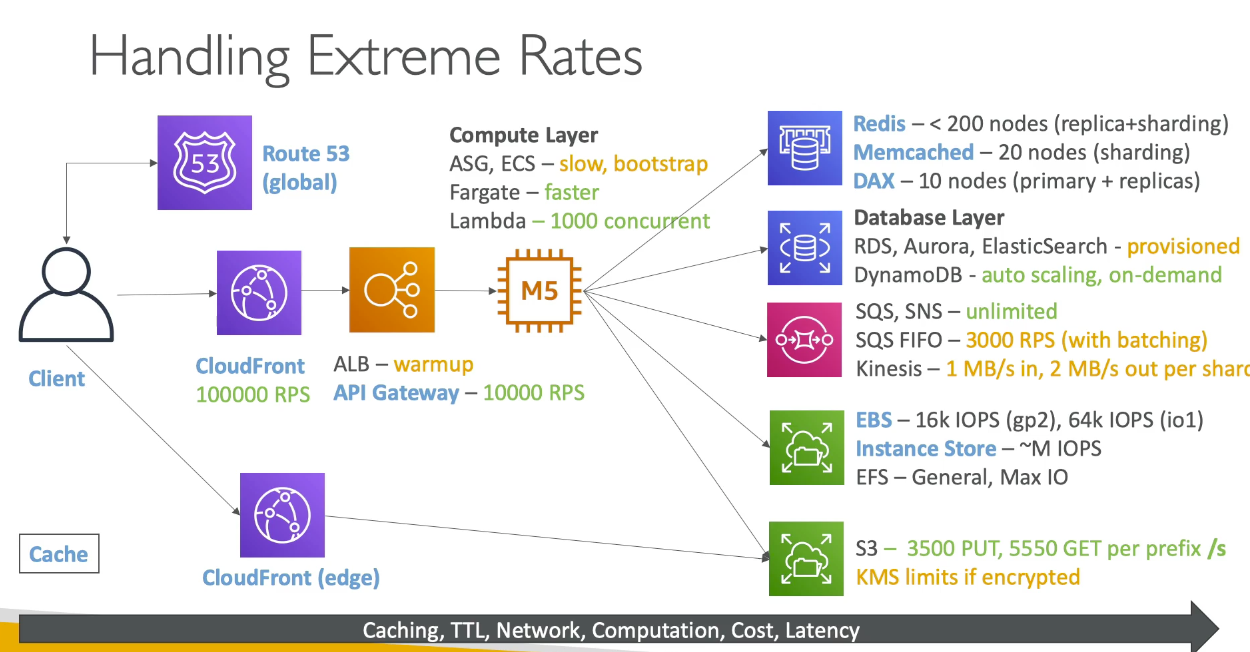 Handling Extreme Rates
53
Route 53
(global)
Client
CloudFront
100000 RPS
ALB – warmup
API Gateway – 10000 RPS
Compute Layer
ASG, ECS – slow, bootstrap
Fargate – faster
Lambda – 1000 concurrent
M5
Redis – < 200 nodes (replica+sharding)
Memcached – 20 nodes (sharding)
DAX – 10 nodes (primary + replicas)
Database Layer
RDS, Aurora, ElasticSearch - provisioned
DynamoDB - auto scaling, on-demand
SQS, SNS – unlimited
SQS FIFO – 3000 RPS (with batching)
Kinesis – 1 MB/s in, 2 MB/s out per shard
EBS – 16k IOPS (gp2), 64k IOPS (io1)
Instance Store – ~M IOPS
EFS – General, Max IO
S3 – 3500 PUT, 5550 GET per prefix /s
KMS limits if encrypted
CloudFront (edge)
Cache
Caching, TTL, Network, Computation, Cost, Latency